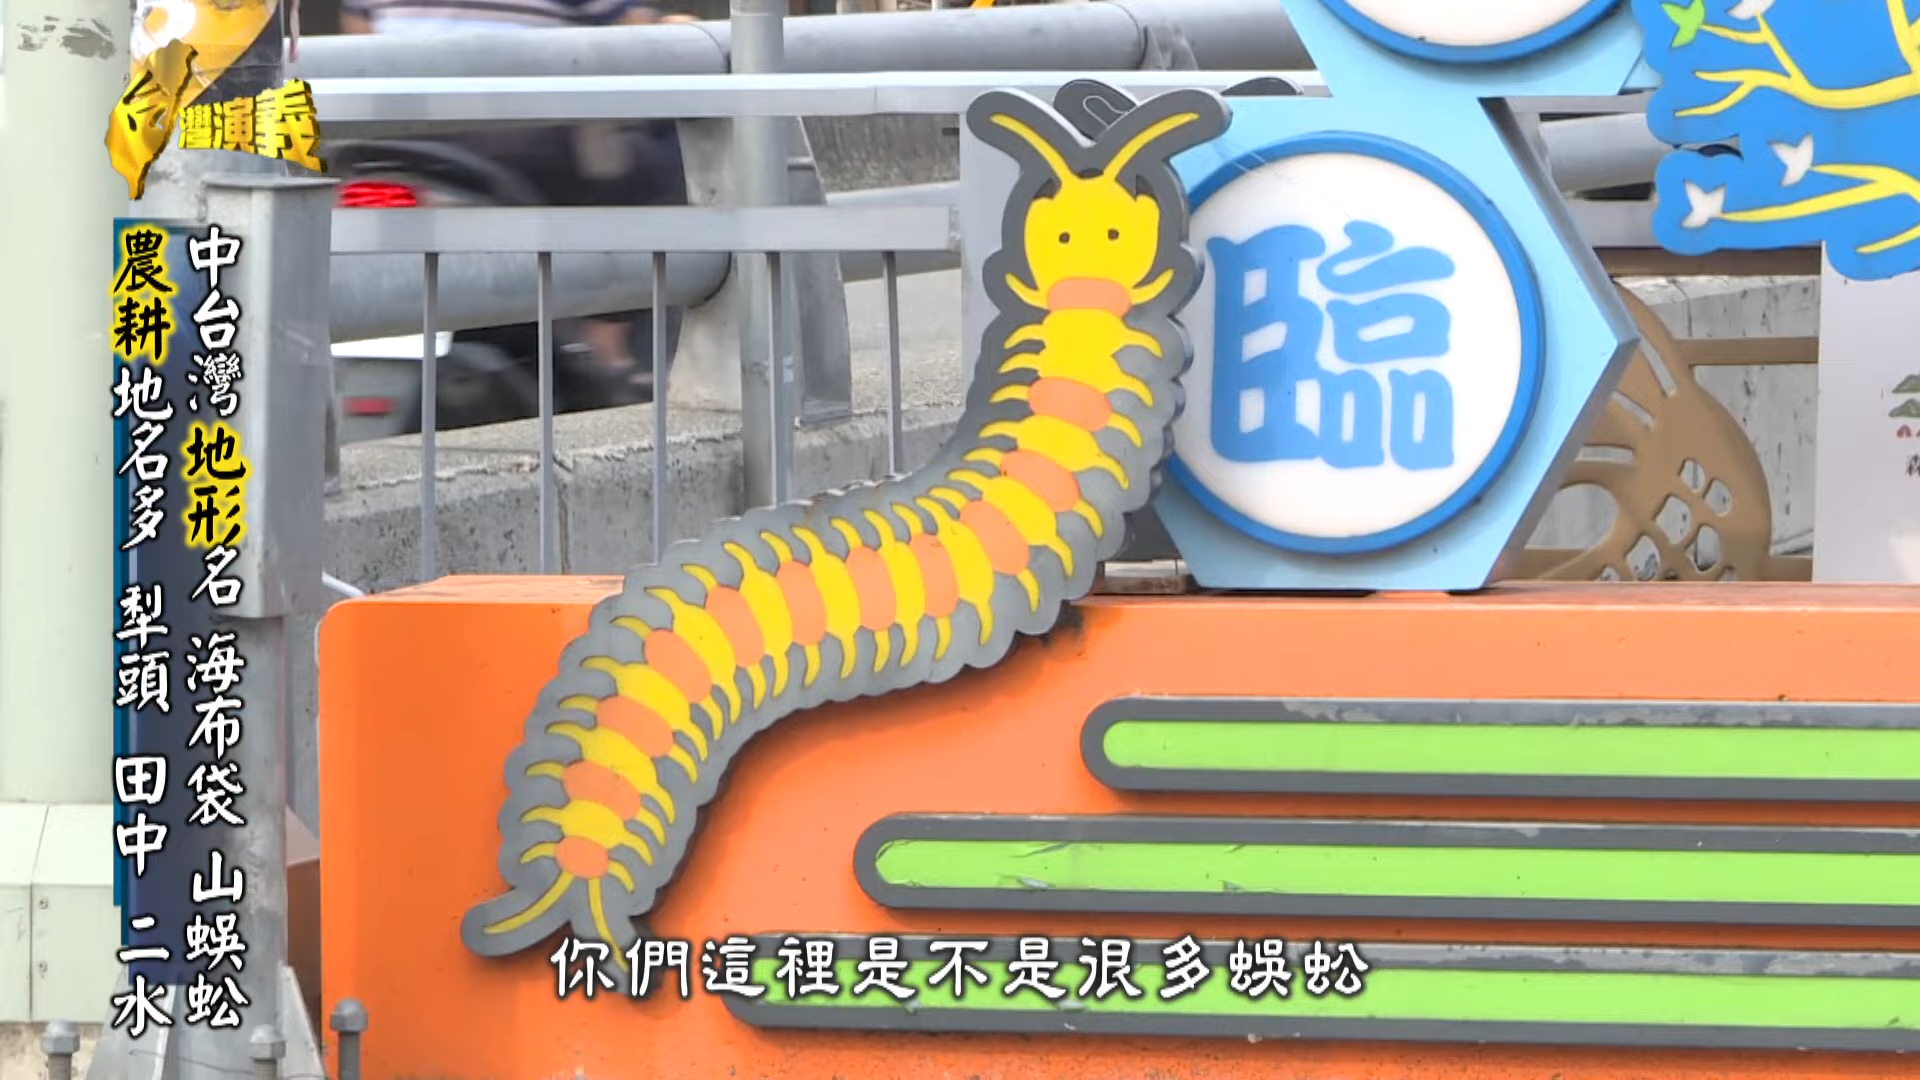 台灣演義
中台灣地形名 海布袋 山蜈蚣
農耕地名多 犁頭 田中 二水
臨
你們這裡是不是很多蜈蚣